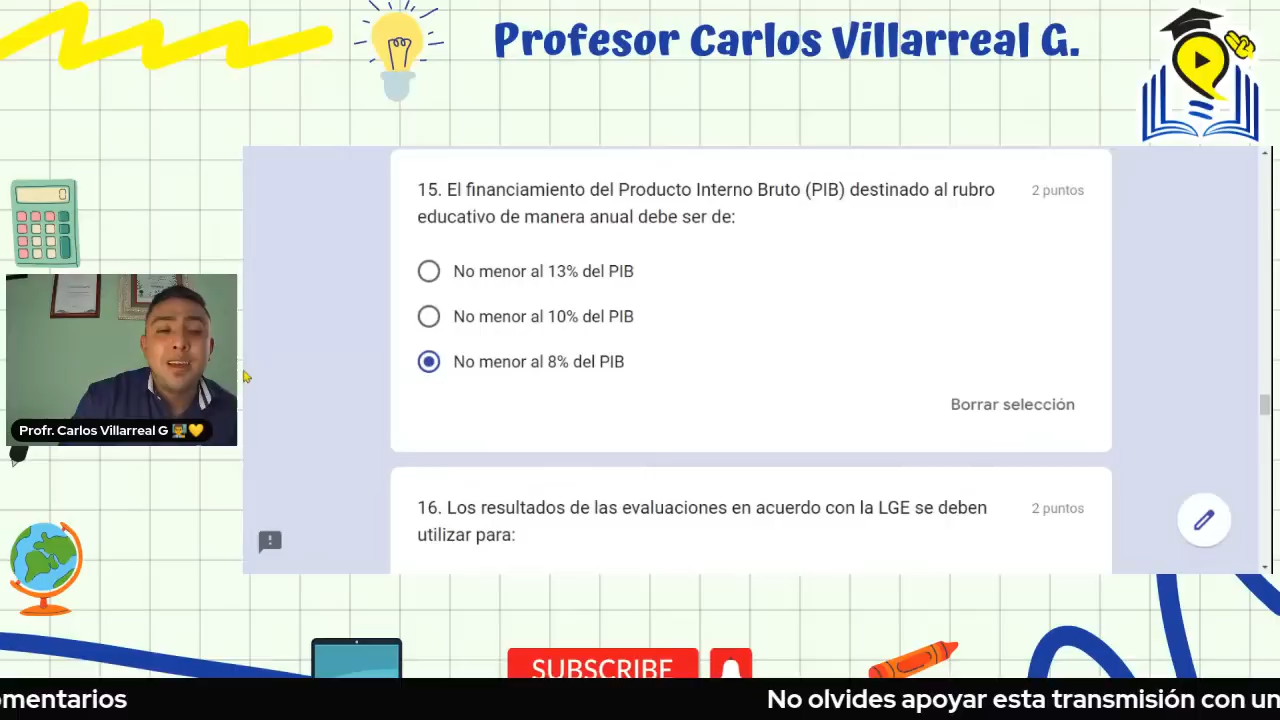 Profesor Carlos Villarreal G.
0
15. El financiamiento del Producto Interno Bruto (PIB) destinado al rubro
educativo de manera anual debe ser de:
2 puntos
No menor al 13% del PIB
No menor al 10% del PIB
No menor al 8% del PIB
Borrar selección
Profr. Carlos Villarreal G
16. Los resultados de las evaluaciones en acuerdo con la LGE se deben
utilizar para:
2 puntos
SUBSCRIBE
omentarios
No olvides apoyar esta transmisión con un